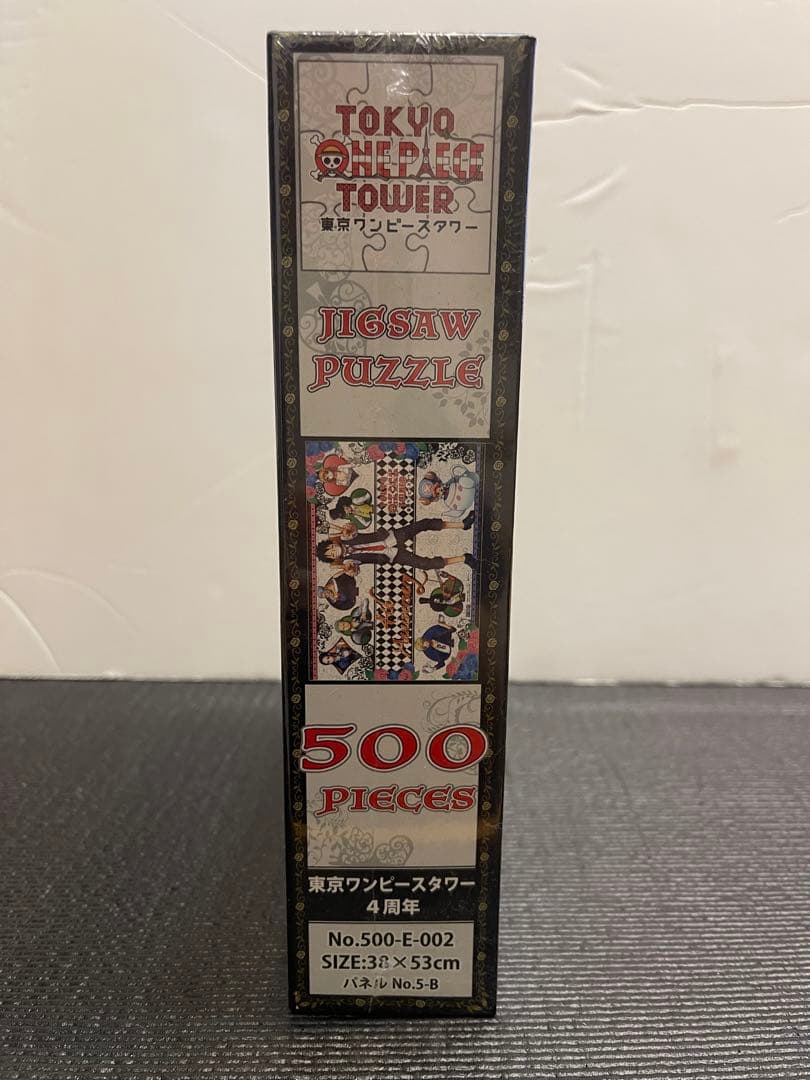 TOKYO
ONE PIECE
TOWER
東京ワンピースタワー
JIGSAW
PUZZLE
500
PIECES
東京ワンピースタワー
4周年
No.500-E-002
SIZE:38×53cm
パネル No.5-B